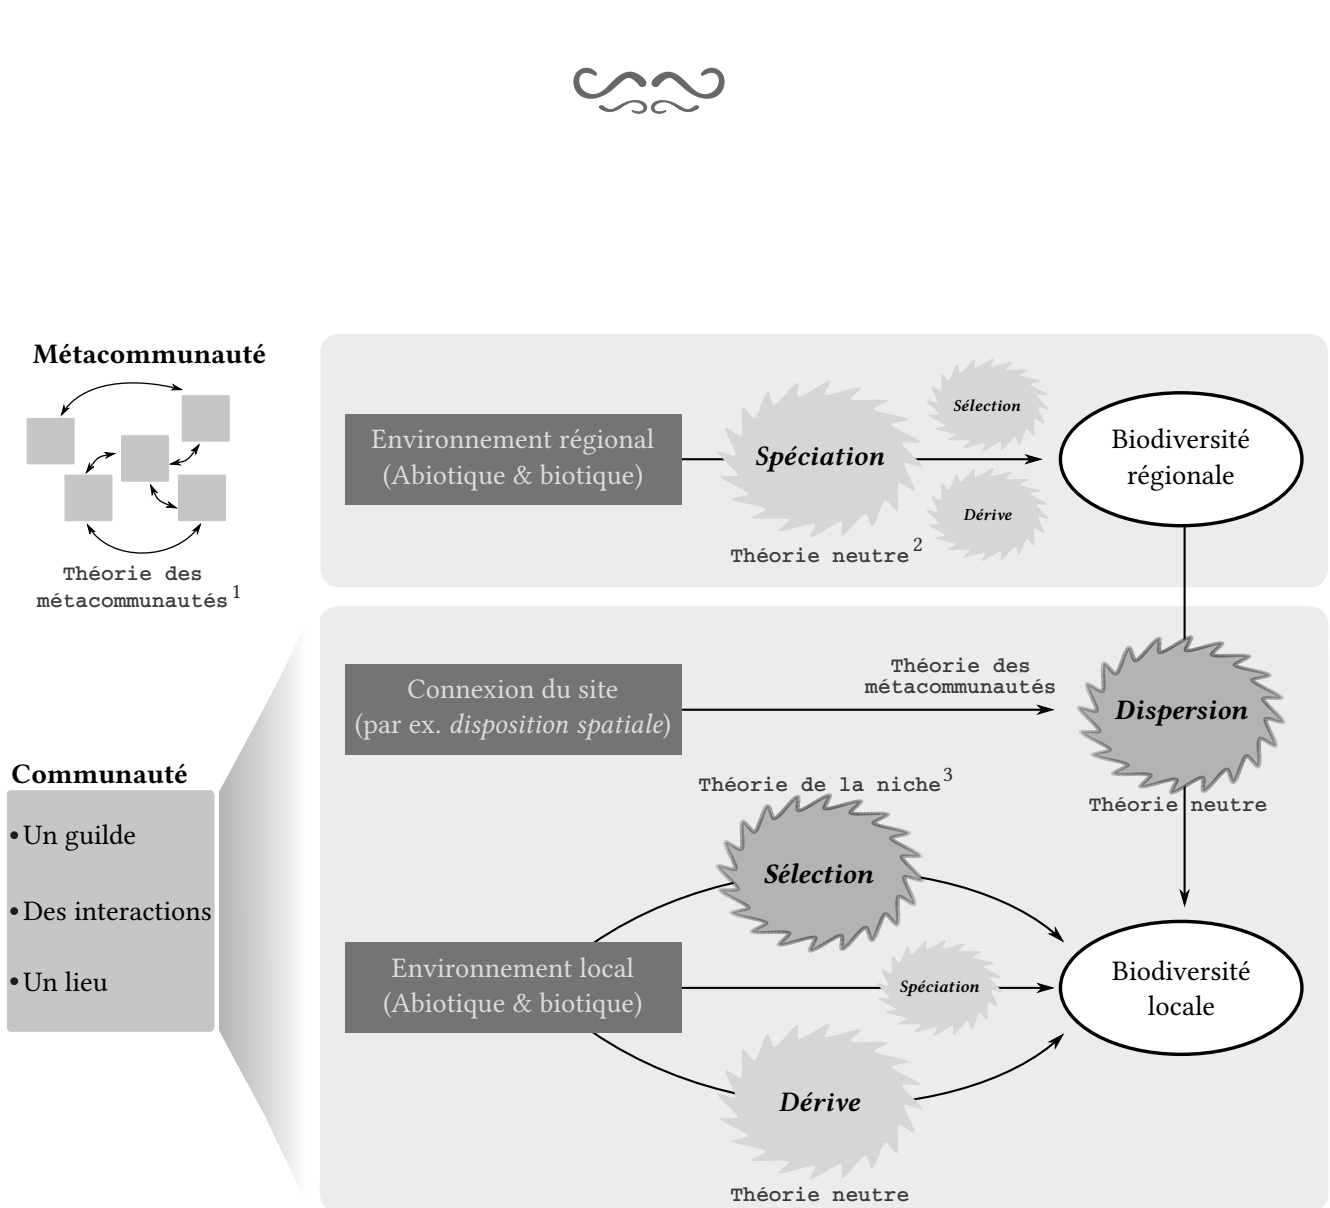 Métacommunauté
Théorie des
métacommunautés1
Environnement régional
(Abiotique & biotique)
Spéciation
Théorie neutre2
Sélection
Dérive
Biodiversité
régionale
Communauté
•Un guilde
•Des interactions
•Un lieu
Connexion du site
(par ex. disposition spatiale)
Théorie des
métacommunautés
Dispersion
Théorie neutre
Théorie de la niche3
Sélection
Environnement local
(Abiotique & biotique)
Spéciation
Biodiversité
locale
Dérive
Théorie neutre